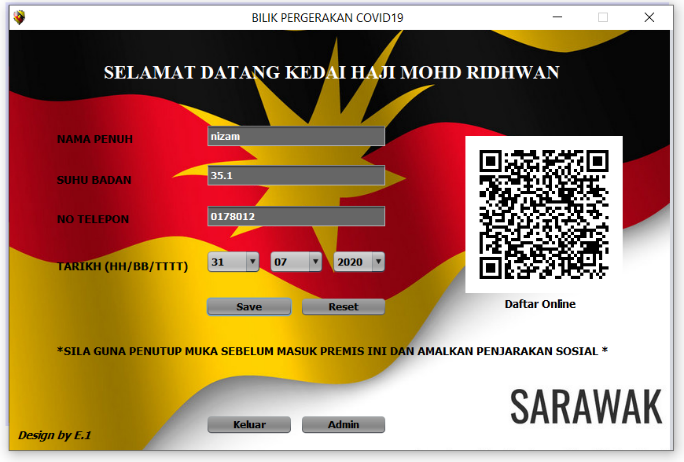 BILIK PERGERAKAN COVID19
SELAMAT DATANG KEDAI HAJI MOHD RIDHWAN
NAMA PENUH nizam
SUHU BADAN 35.1
NO TELEPON 0178012
TARIKH (HH/BB/TTTT) 31 07 2020
Save Reset
Daftar Online
*SILA GUNA PENUTUP MUKA SEBELUM MASUK PREMIS INI DAN AMALKAN PENJARAKAN SOSIAL *
SARAWAK
Keluar Admin
Design by E.1